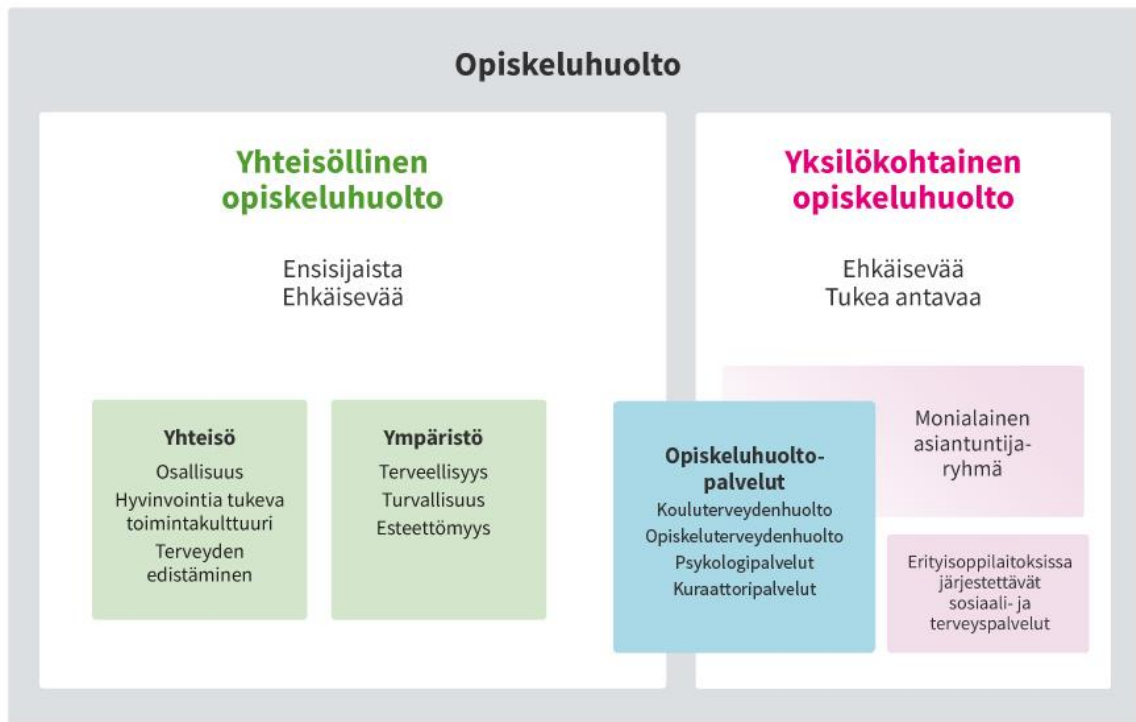 Opiskeluhuolto
Yhteisöllinen
opiskeluhuolto
Ensisijaista
Ehkäisevää
Yhteisö
Osallisuus
Hyvinvointia tukeva
toimintakulttuuri
Terveyden
edistäminen
Ympäristö
Terveellisyys
Turvallisuus
Esteettömyys
Yksilökohtainen
opiskeluhuolto
Ehkäisevää
Tukea antavaa
Opiskeluhuolto-
palvelut
Kouluterveydenhuolto
Opiskeluterveydenhuolto
Psykologipalvelut
Kuraattoripalvelut
Monialainen
asiantuntija-
ryhmä
Erityisoppilaitoksissa
järjestettävät
sosiaali- ja
terveyspalvelut